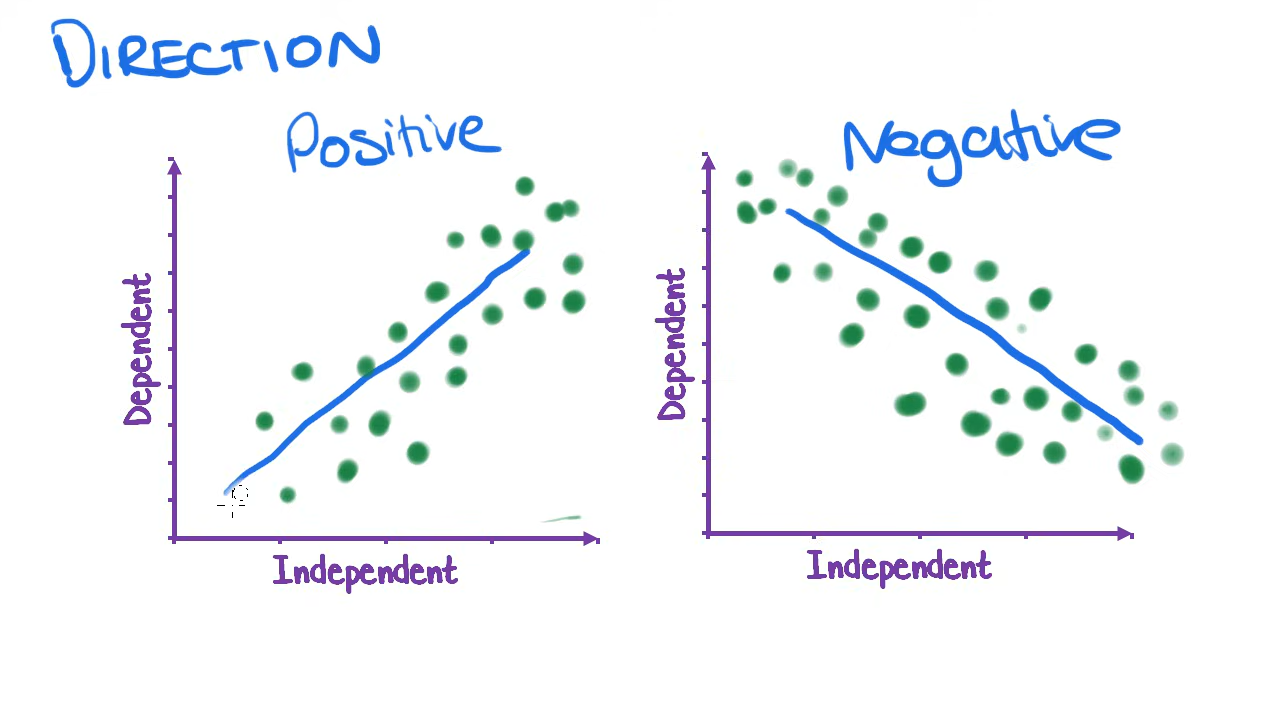 DIRECTION
Positive
Negative
Dependent
Independent
Dependent
Independent